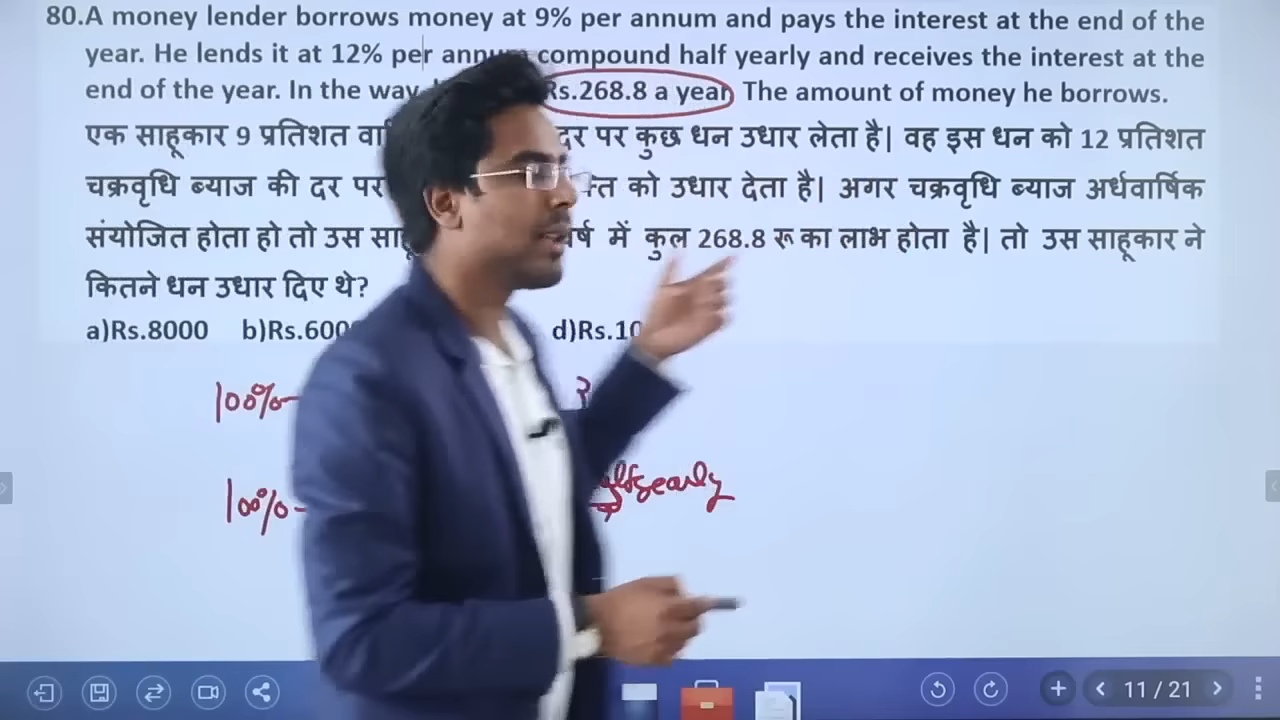 80.A money lender borrows money at 9% per annum and pays the interest at the end of the
year. He lends it at 12% per annum compound half yearly and receives the interest at the
end of the year. In the way Rs.268.8 a year The amount of money he borrows.
एक साहूकार 9 प्रतिशत दर पर कुछ धन उधार लेता है| वह इस धन को 12 प्रतिशत
चक्रवृधि ब्याज की दर पर को उधार देता है| अगर चक्रवृधि ब्याज अर्धवार्षिक
संयोजित होता हो तो उस में कुल 268.8 रू का लाभ होता है| तो उस साहूकार ने
कितने धन उधार दिए थे?
a)Rs.8000 b)Rs.600 d)Rs.10
100%-
100%-
11 / 21